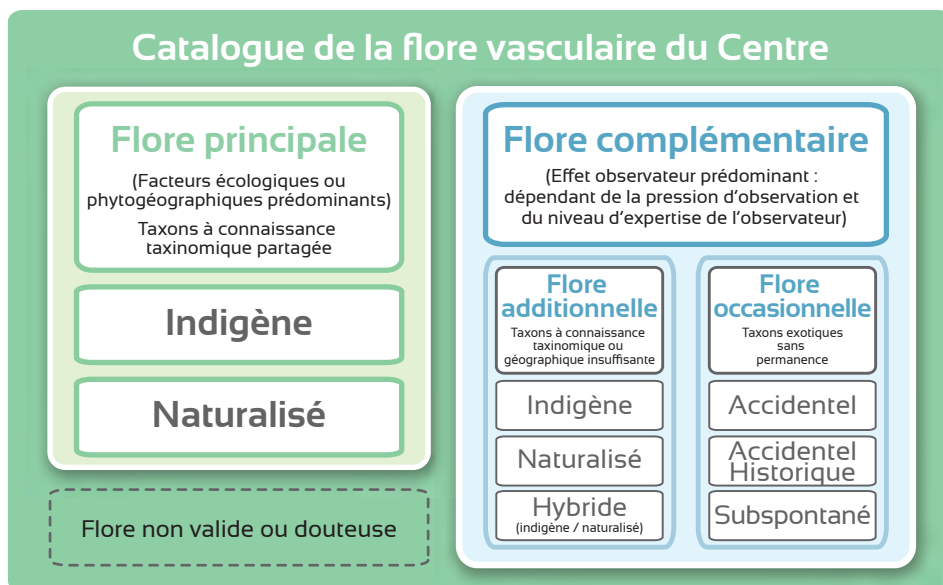 Catalogue de la flore vasculaire du Centre
Flore principale
(Facteurs écologiques ou
phytogéographiques prédominants)
Taxons à connaissance
taxinomique partagée
Indigène
Naturalisé
Flore non valide ou douteuse
Flore complémentaire
(Effet observateur prédominant :
dépendant de la pression d'observation et
du niveau d'expertise de l'observateur)
Flore
additionnelle
Taxons à connaissance
taxinomique ou
géographique insuffisante
Indigène
Naturalisé
Hybride
(indigène / naturalisé)
Flore
occasionnelle
Taxons exotiques
sans
permanence
Accidentel
Accidentel
Historique
Subspontané